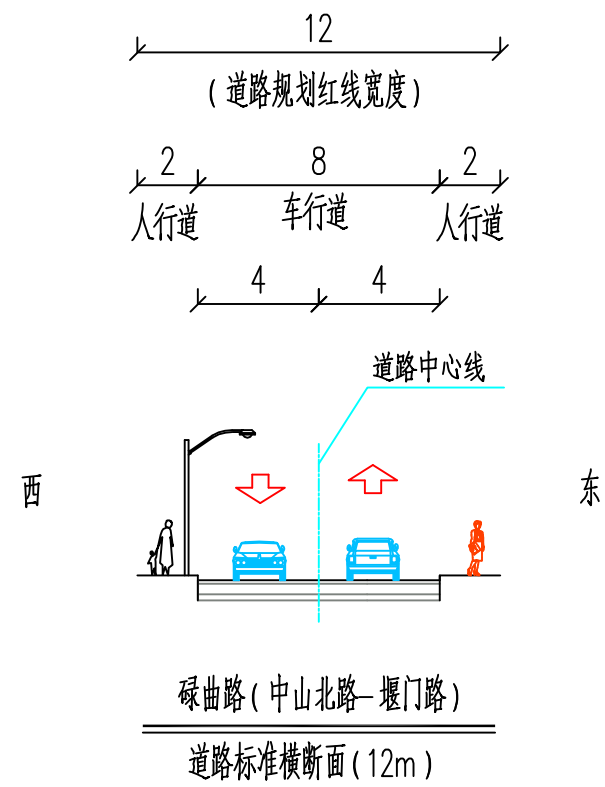 12
(道路规划红线宽度)
2 8 2
人行道 车行道 人行道
4 4
道路中心线
西 东
碌曲路(中山北路—堰门路)
道路标准横断面(12m)